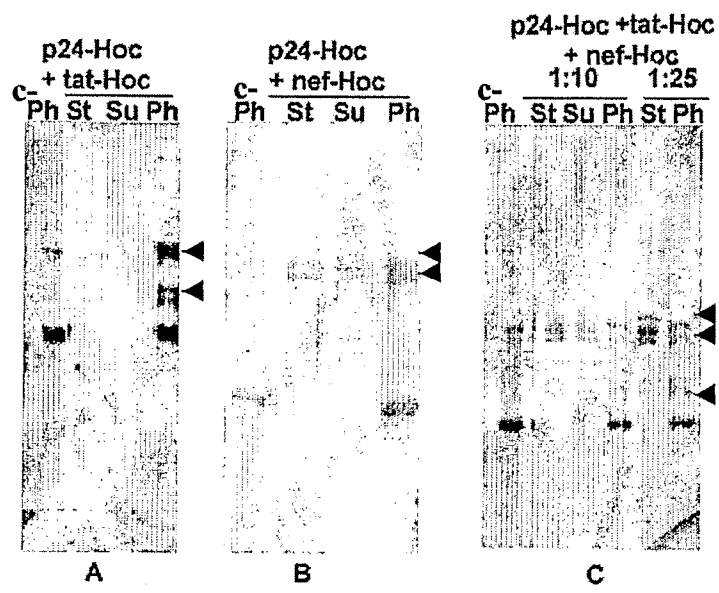 p24-Hoc
+ tat-Hoc
c-
Ph St Su Ph
p24-Hoc
+ nef-Hoc
c-
Ph St Su Ph
p24-Hoc +tat-Hoc
+ nef-Hoc
c- 1:10 1:25
Ph St Su Ph St Ph
A
B
C